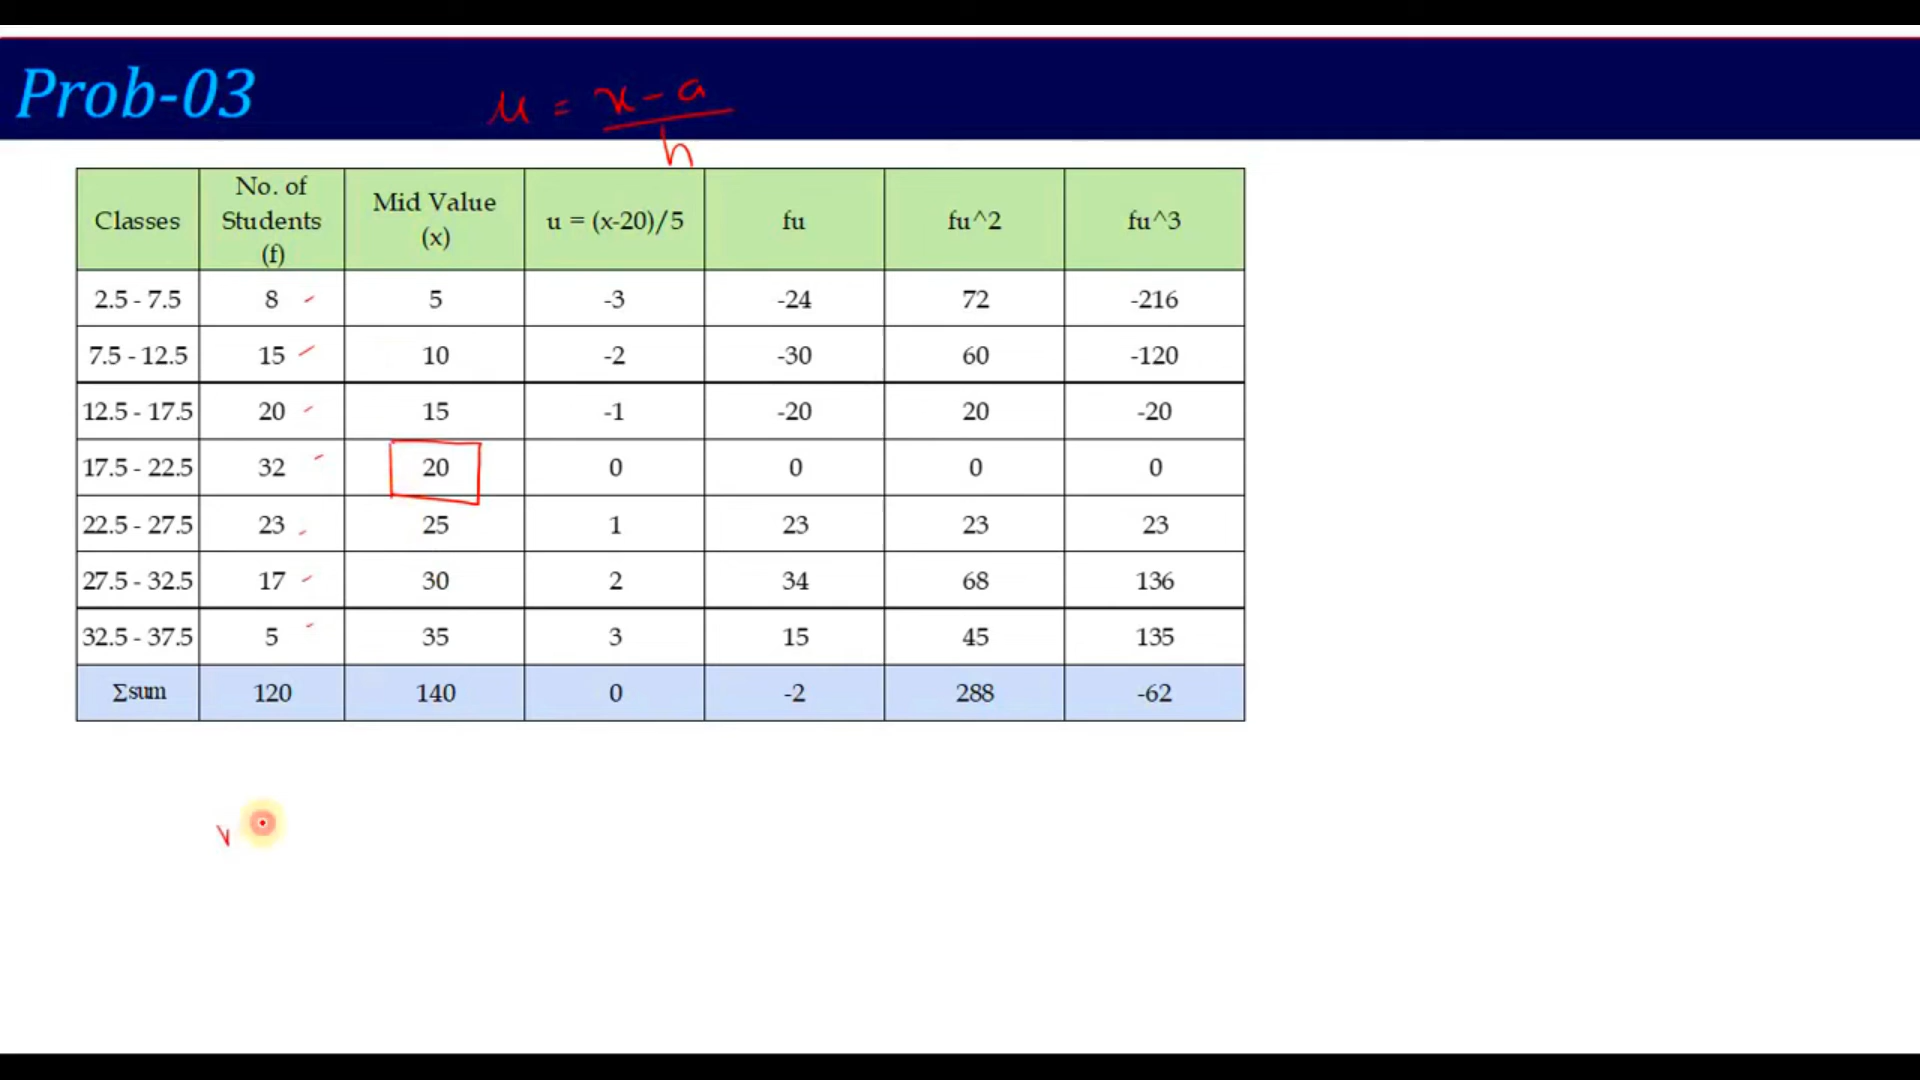 Prob-03
u = x - a
h
Classes No. of Students (f) Mid Value (x) u = (x-20)/5 fu fu^2 fu^3
2.5 - 7.5 8 5 -3 -24 72 -216
7.5 - 12.5 15 10 -2 -30 60 -120
12.5 - 17.5 20 15 -1 -20 20 -20
17.5 - 22.5 32 20 0 0 0 0
22.5 - 27.5 23 25 1 23 23 23
27.5 - 32.5 17 30 2 34 68 136
32.5 - 37.5 5 35 3 15 45 135
Σsum 120 140 0 -2 288 -62